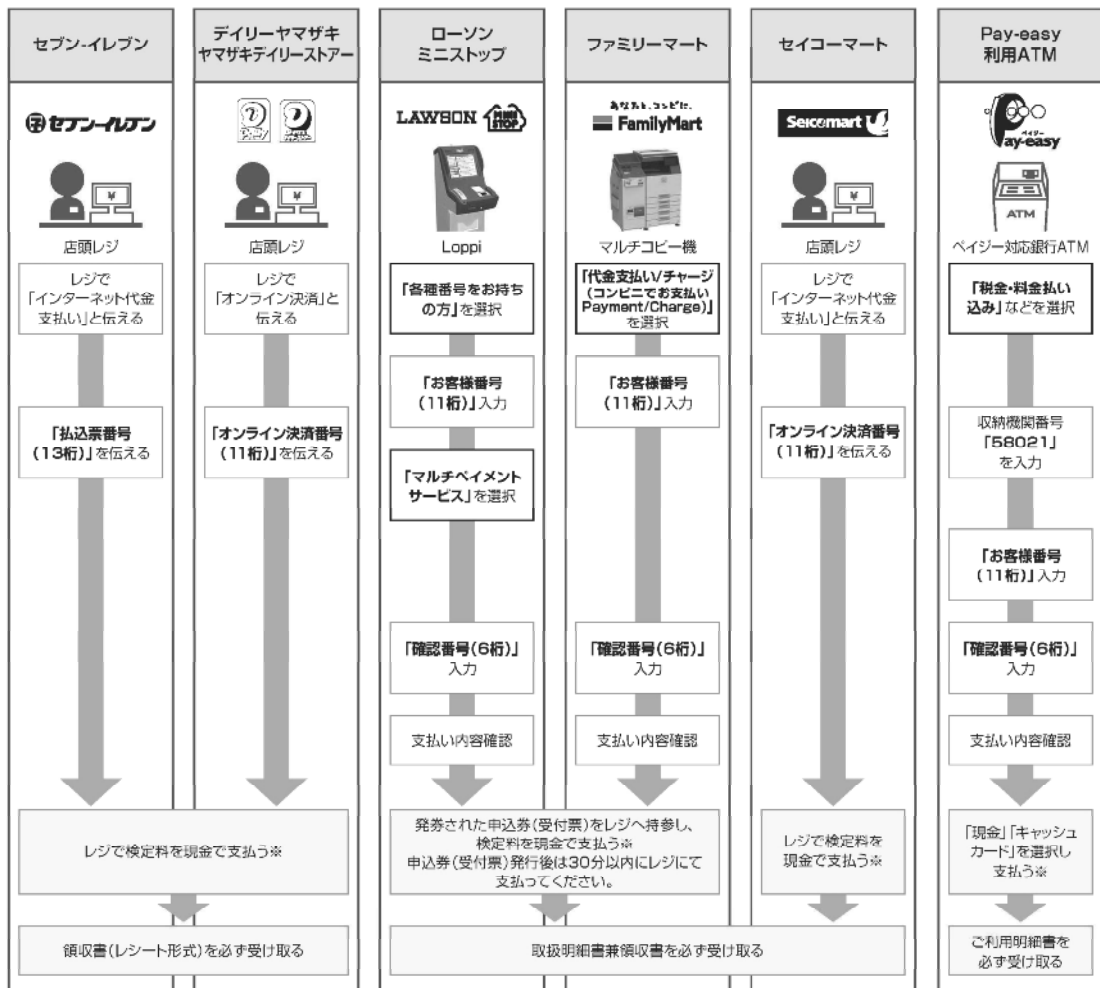 セブン-イレブン
デイリーヤマザキ
ヤマザキデイリーストアー
ローソン
ミニストップ
ファミリーマート
セイコーマート
Pay-easy
利用ATM
セブン-イレブン
LAWSON
MINI
STOP
あなたと、コンビに、
FamilyMart
Seicomart
ペイジー
Pay-easy
¥
¥
¥
ATM
店頭レジ
店頭レジ
Loppi
マルチコピー機
店頭レジ
ペイジー対応銀行ATM
レジで
「インターネット代金
支払い」と伝える
レジで
「オンライン決済」と
伝える
「各種番号をお持ち
の方」を選択
「代金支払い/チャージ
(コンビニでお支払い
Payment/Charge)」
を選択
レジで
「インターネット代金
支払い」と伝える
「税金・料金払い
込み」などを選択
「お客様番号
(11桁)」入力
「お客様番号
(11桁)」入力
「払込票番号
(13桁)」を伝える
「オンライン決済番号
(11桁)」を伝える
「マルチペイメント
サービス」を選択
「オンライン決済番号
(11桁)」を伝える
収納機関番号
「58021」
を入力
「お客様番号
(11桁)」入力
「確認番号(6桁)」
入力
「確認番号(6桁)」
入力
「確認番号(6桁)」
入力
支払い内容確認
支払い内容確認
支払い内容確認
レジで検定料を現金で支払う※
発券された申込券(受付票)をレジへ持参し、
検定料を現金で支払う※
申込券(受付票)発行後は30分以内にレジにて
支払ってください。
レジで検定料を
現金で支払う※
「現金」「キャッシュ
カード」を選択し
支払う※
領収書(レシート形式)を必ず受け取る
取扱明細書兼領収書を必ず受け取る
ご利用明細書を
必ず受け取る